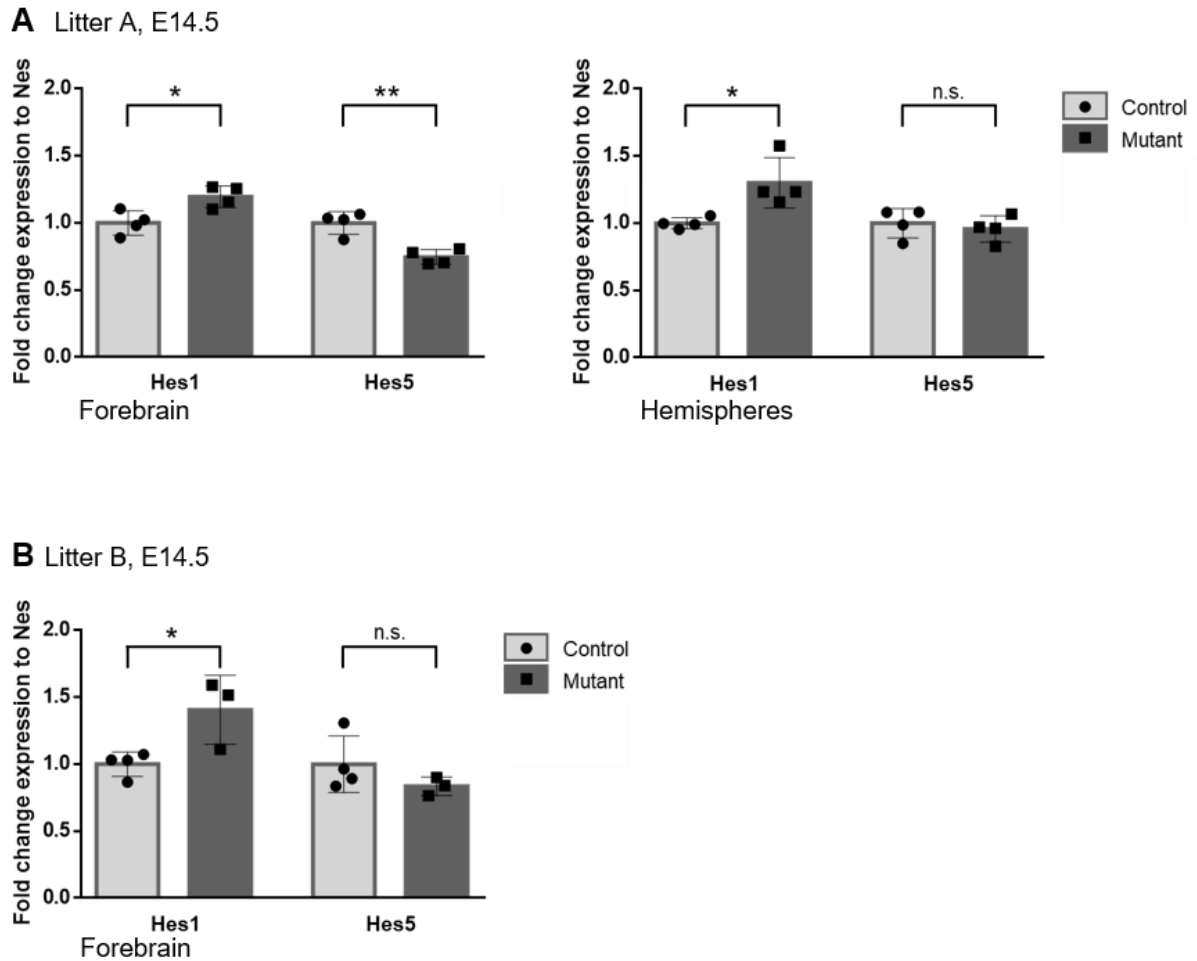 A Litter A, E14.5
Fold change expression to Nes
2.0
1.5
1.0
0.5
0.0
*
**
Hes1
Hes5
Forebrain
Fold change expression to Nes
2.0
1.5
1.0
0.5
0.0
*
n.s.
Hes1
Hes5
Hemispheres
Control
Mutant
B Litter B, E14.5
Fold change expression to Nes
2.0
1.5
1.0
0.5
0.0
*
n.s.
Hes1
Hes5
Forebrain
Control
Mutant